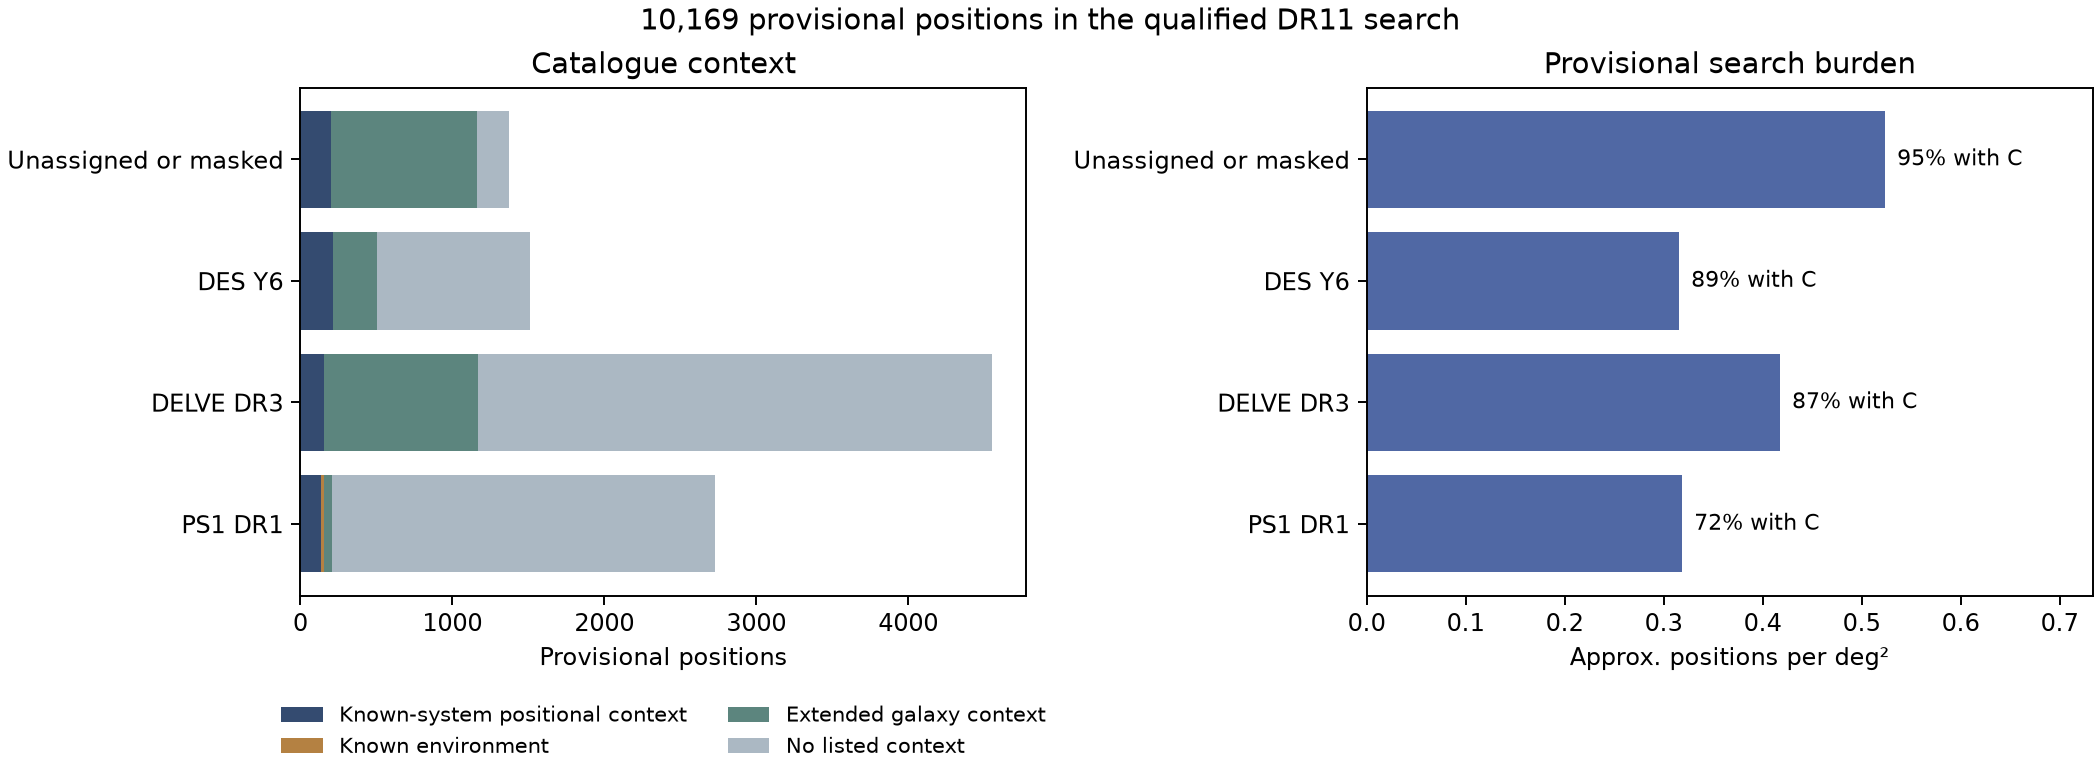 10,169 provisional positions in the qualified DR11 search
Catalogue context
Unassigned or masked
DES Y6
DELVE DR3
PS1 DR1
0 1000 2000 3000 4000
Provisional positions
Known-system positional context
Known environment
Extended galaxy context
No listed context
Provisional search burden
Unassigned or masked
95% with C
DES Y6
89% with C
DELVE DR3
87% with C
PS1 DR1
72% with C
0.0 0.1 0.2 0.3 0.4 0.5 0.6 0.7
Approx. positions per deg²